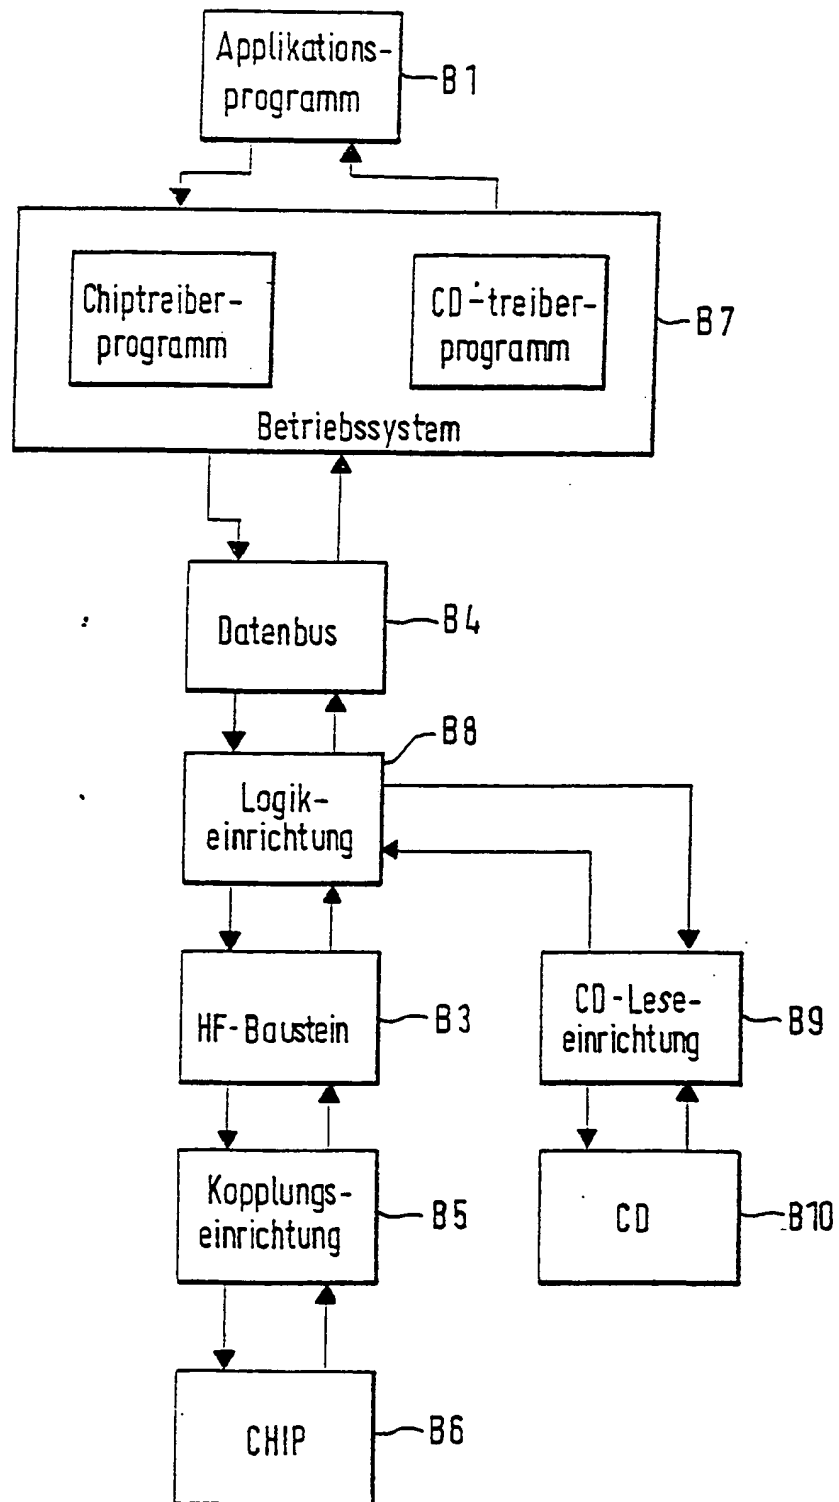 Applikations-
programm
B1
Chiptreiber-
programm
CD-treiber-
programm
B7
Betriebssystem
Datenbus
B4
B8
Logik-
einrichtung
HF-Baustein
B3
CD-Lese-
einrichtung
B9
Kopplungs-
einrichtung
B5
CD
B10
CHIP
B6